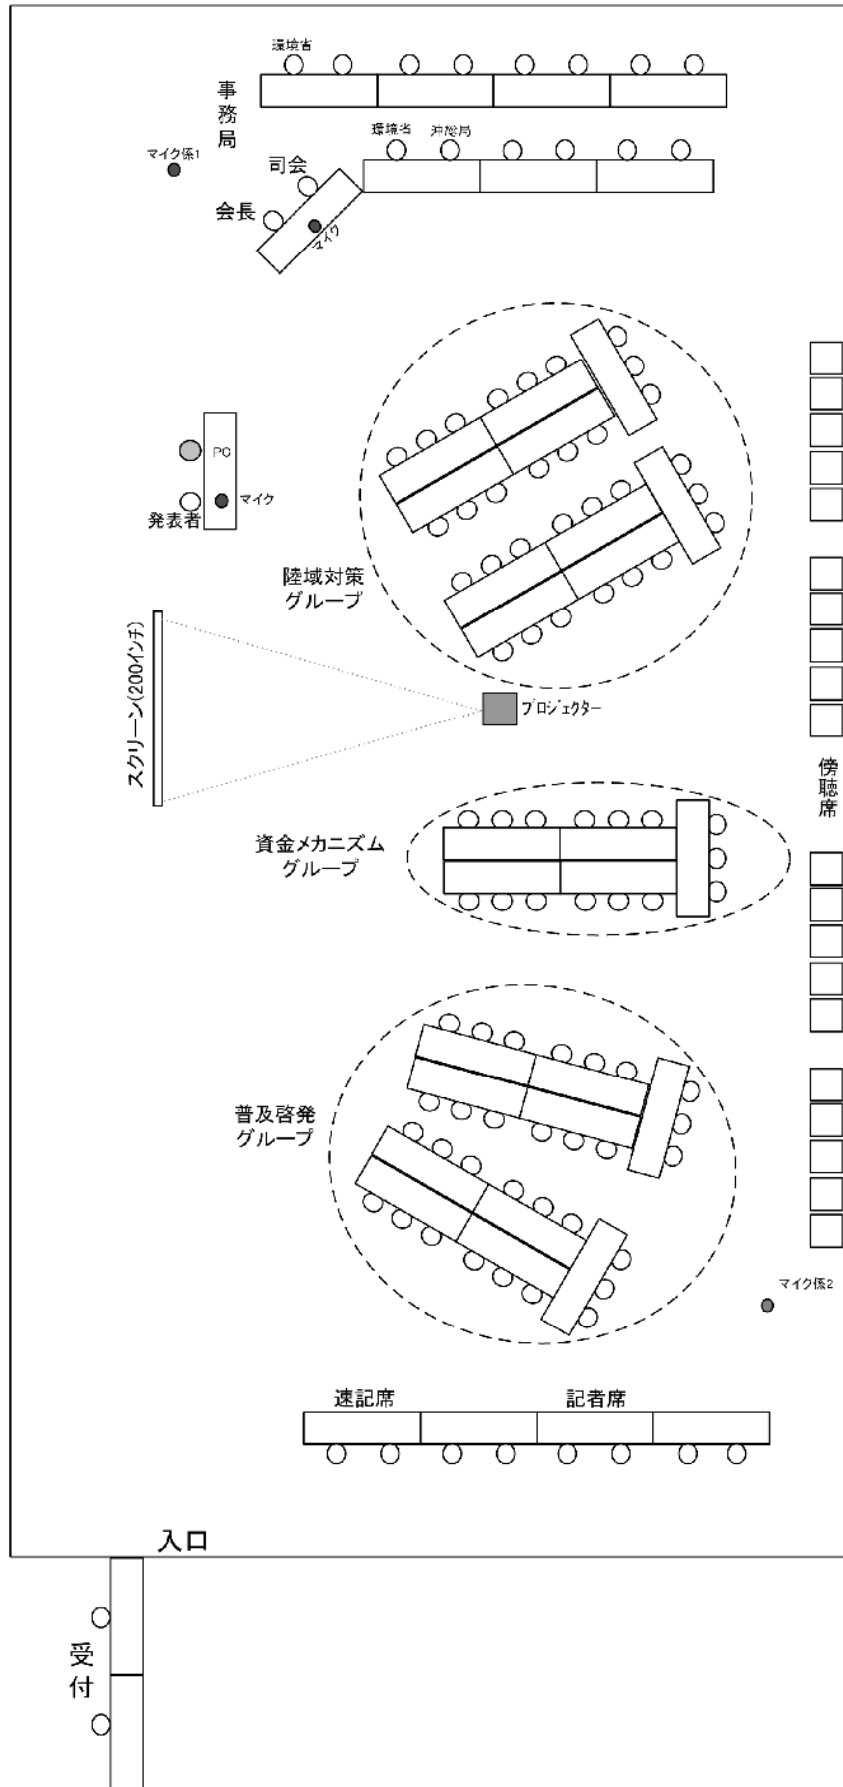 環境省
事務局
環境省
沖総局
マイク係1
司会
会長
マイク
PC
マイク
発表者
陸域対策
グループ
スクリーン(200インチ)
プロジェクター
傍聴席
資金メカニズム
グループ
普及啓発
グループ
マイク係2
速記席
記者席
入口
受付